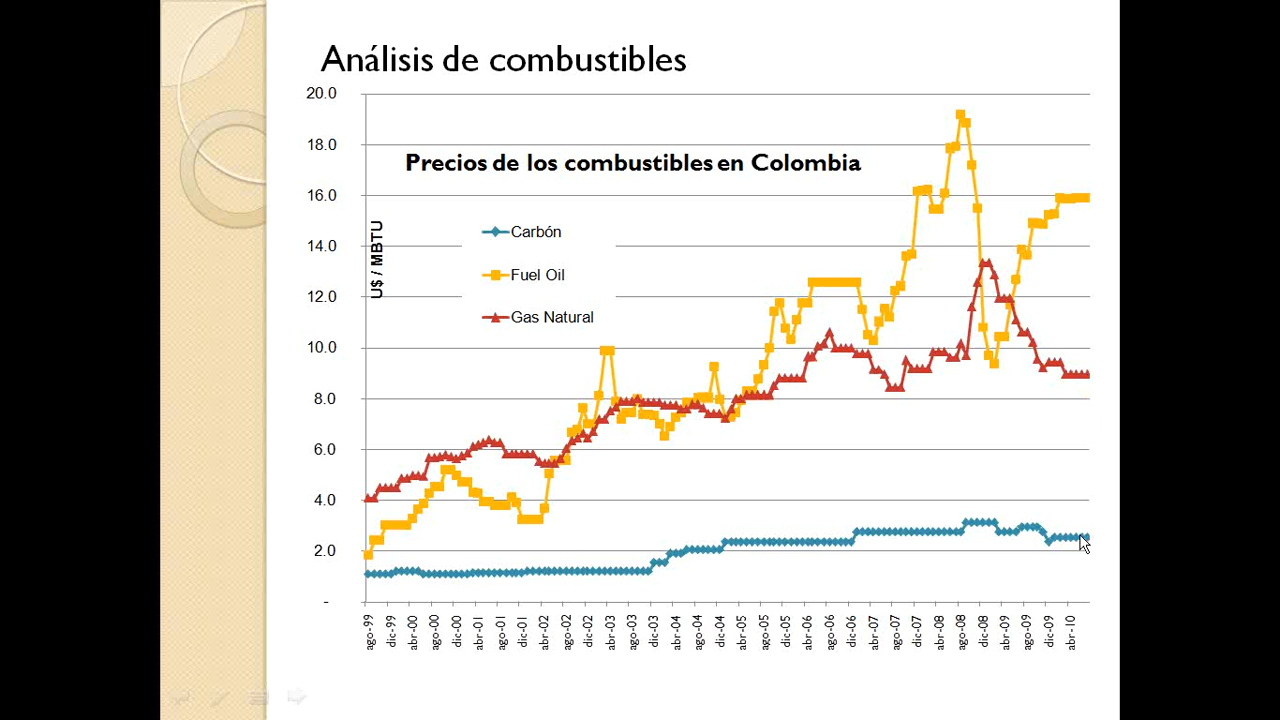 Análisis de combustibles
20.0
18.0
16.0
14.0
12.0
10.0
8.0
6.0
4.0
2.0
-
Precios de los combustibles en Colombia
U$ / MBTU
Carbón
Fuel Oil
Gas Natural
ago-99
dic-99
abr-00
ago-00
dic-00
abr-01
ago-01
dic-01
abr-02
ago-02
dic-02
abr-03
ago-03
dic-03
abr-04
ago-04
dic-04
abr-05
ago-05
dic-05
abr-06
ago-06
dic-06
abr-07
ago-07
dic-07
abr-08
ago-08
dic-08
abr-09
ago-09
dic-09
abr-10